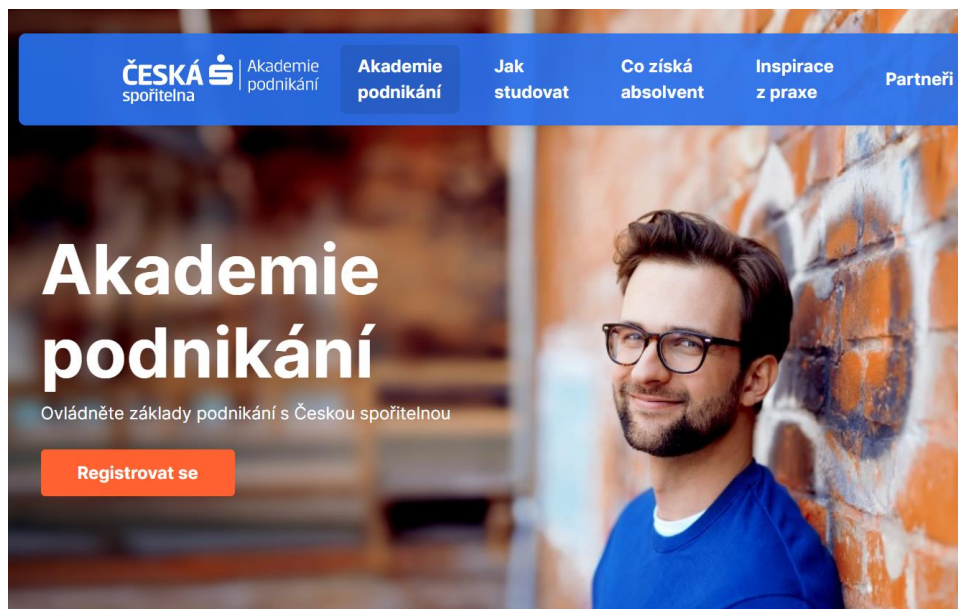 ČESKÁ
spořitelna
Akademie
podnikání
Akademie
podnikání
Jak
studovat
Co získá
absolvent
Inspirace
z praxe
Partneři
Akademie
podnikání
Ovládněte základy podnikání s Českou spořitelnou
Registrovat se